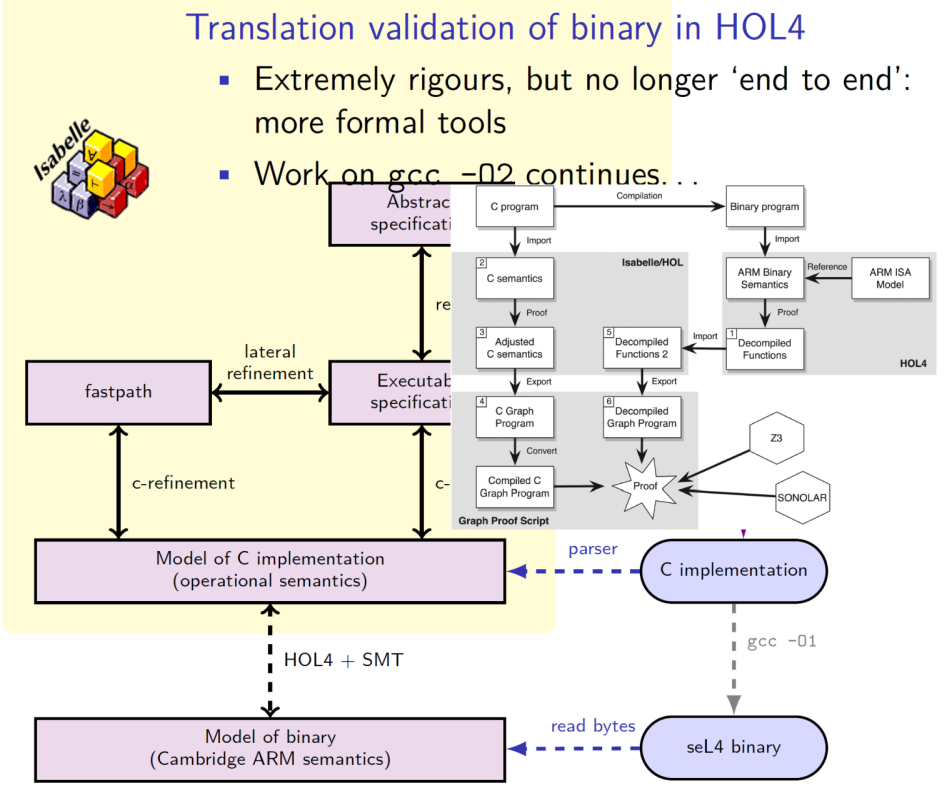 Translation validation of binary in HOL4
▪ Extremely rigours, but no longer ‘end to end’:
more formal tools
▪ Work on gcc -O2 continues...
Isabelle
∀
=
λ
β
α
→
Abstrac
specificati
re
lateral
refinement
fastpath
Executab
specificati
c-refinement
c-
C program
Compilation
Binary program
Import
Import
Isabelle/HOL
2
C semantics
ARM Binary
Semantics
Reference
ARM ISA
Model
Proof
Proof
3
Adjusted
C semantics
5
Decompiled
Functions 2
Import
1
Decompiled
Functions
HOL4
Export
Export
4
C Graph
Program
6
Decompiled
Graph Program
Convert
Z3
Compiled C
Graph Program
Proof
SONOLAR
Graph Proof Script
Model of C implementation
(operational semantics)
parser
C implementation
HOL4 + SMT
gcc -O1
Model of binary
(Cambridge ARM semantics)
read bytes
seL4 binary